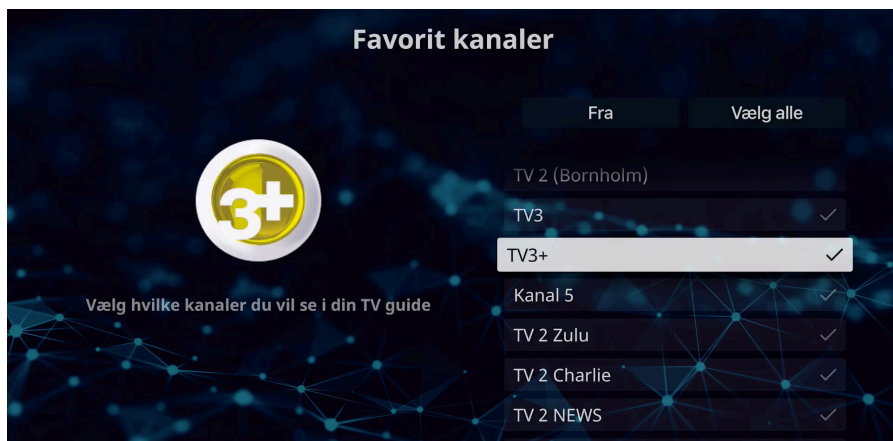 Favorit kanaler
Fra
Vælg alle
3+
Vælg hvilke kanaler du vil se i din TV guide
TV 2 (Bornholm)
TV3
TV3+
Kanal 5
TV 2 Zulu
TV 2 Charlie
TV 2 NEWS